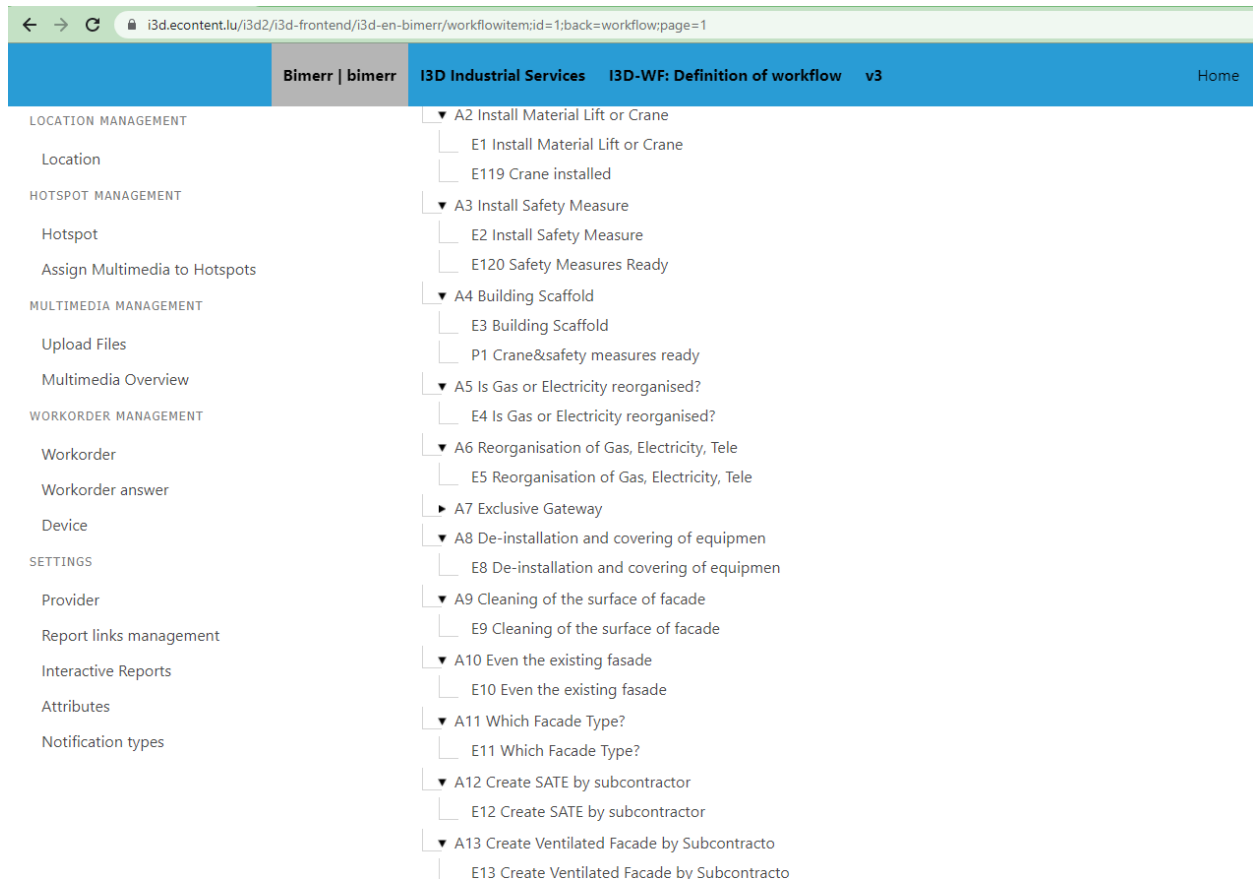 i3d.econtent.lu/i3d2/i3d-frontend/i3d-en-bimerr/workflowitem;id=1;back=workflow;page=1
Bimerr | bimerr I3D Industrial Services I3D-WF: Definition of workflow v3 Home
LOCATION MANAGEMENT
Location
HOTSPOT MANAGEMENT
Hotspot
Assign Multimedia to Hotspots
MULTIMEDIA MANAGEMENT
Upload Files
Multimedia Overview
WORKORDER MANAGEMENT
Workorder
Workorder answer
Device
SETTINGS
Provider
Report links management
Interactive Reports
Attributes
Notification types
A2 Install Material Lift or Crane
E1 Install Material Lift or Crane
E119 Crane installed
A3 Install Safety Measure
E2 Install Safety Measure
E120 Safety Measures Ready
A4 Building Scaffold
E3 Building Scaffold
P1 Crane&safety measures ready
A5 Is Gas or Electricity reorganised?
E4 Is Gas or Electricity reorganised?
A6 Reorganisation of Gas, Electricity, Tele
E5 Reorganisation of Gas, Electricity, Tele
A7 Exclusive Gateway
A8 De-installation and covering of equipmen
E8 De-installation and covering of equipmen
A9 Cleaning of the surface of facade
E9 Cleaning of the surface of facade
A10 Even the existing fasade
E10 Even the existing fasade
A11 Which Facade Type?
E11 Which Facade Type?
A12 Create SATE by subcontractor
E12 Create SATE by subcontractor
A13 Create Ventilated Facade by Subcontracto
E13 Create Ventilated Facade by Subcontracto